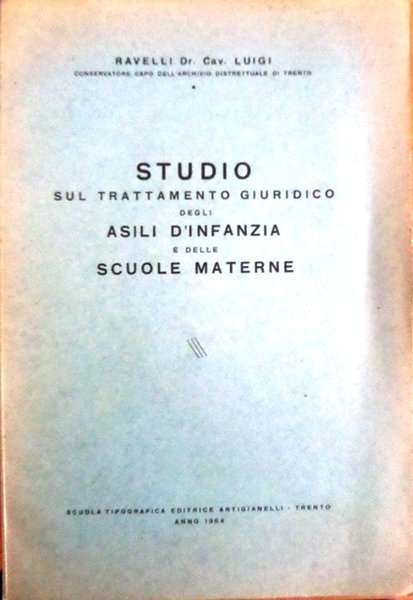 RAVELLI Dr. Cav. LUIGI
CONSERVATORE CAPO DELL'ARCHIVIO DISTRETTUALE DI TRENTO
STUDIO
SUL TRATTAMENTO GIURIDICO
DEGLI
ASILI D'INFANZIA
E DELLE
SCUOLE MATERNE
SCUOLA TIPOGRAFICA EDITRICE ARTIGIANELLI - TRENTO
ANNO 1954